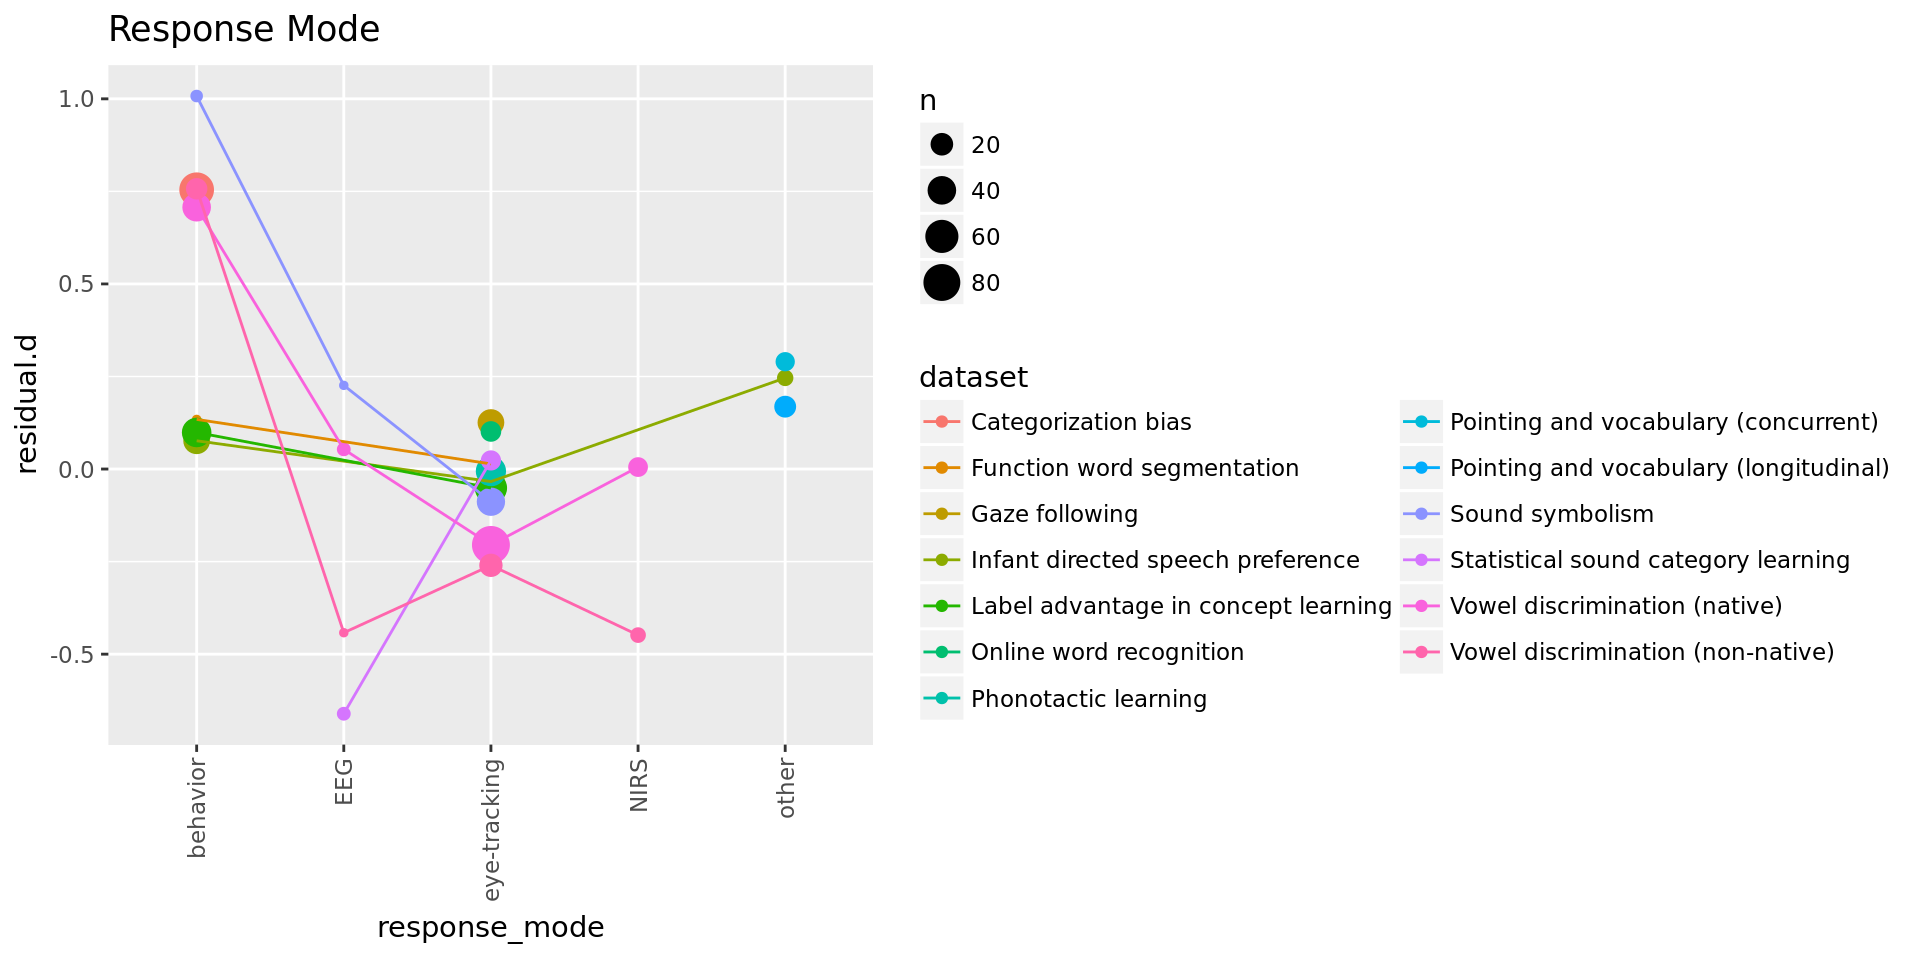 Response Mode
1.0
0.5
0.0
-0.5
residual.d
behavior
EEG
eye-tracking
NIRS
other
response_mode
n
20
40
60
80
dataset
Categorization bias
Function word segmentation
Gaze following
Infant directed speech preference
Label advantage in concept learning
Online word recognition
Phonotactic learning
Pointing and vocabulary (concurrent)
Pointing and vocabulary (longitudinal)
Sound symbolism
Statistical sound category learning
Vowel discrimination (native)
Vowel discrimination (non-native)